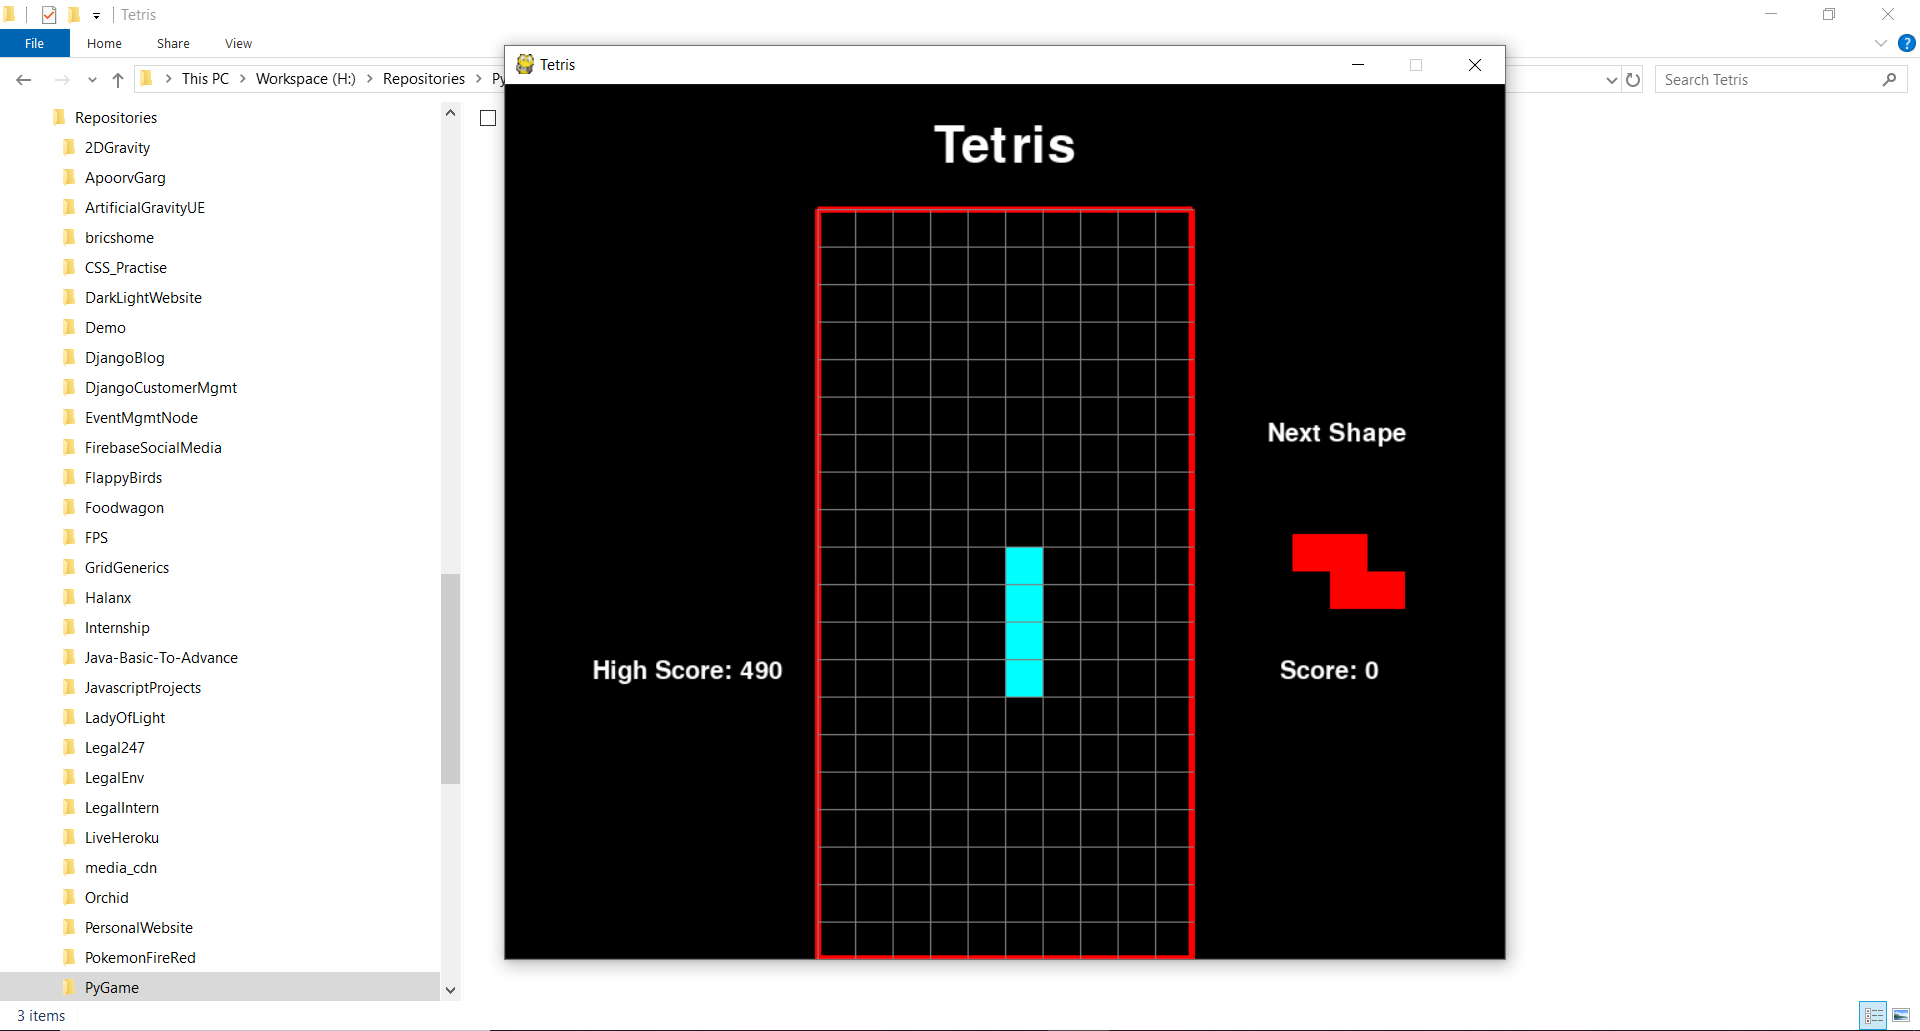 Tetris
File Home Share View
This PC Workspace (H:) Repositories
Search Tetris
Repositories
2DGravity
ApoorvGarg
ArtificialGravityUE
bricshome
CSS_Practise
DarkLightWebsite
Demo
DjangoBlog
DjangoCustomerMgmt
EventMgmtNode
FirebaseSocialMedia
FlappyBirds
Foodwagon
FPS
GridGenerics
Halanx
Internship
Java-Basic-To-Advance
JavascriptProjects
LadyOfLight
Legal247
LegalEnv
LegalIntern
LiveHeroku
media_cdn
Orchid
PersonalWebsite
PokemonFireRed
PyGame
3 items
Tetris
Tetris
Next Shape
High Score: 490
Score: 0